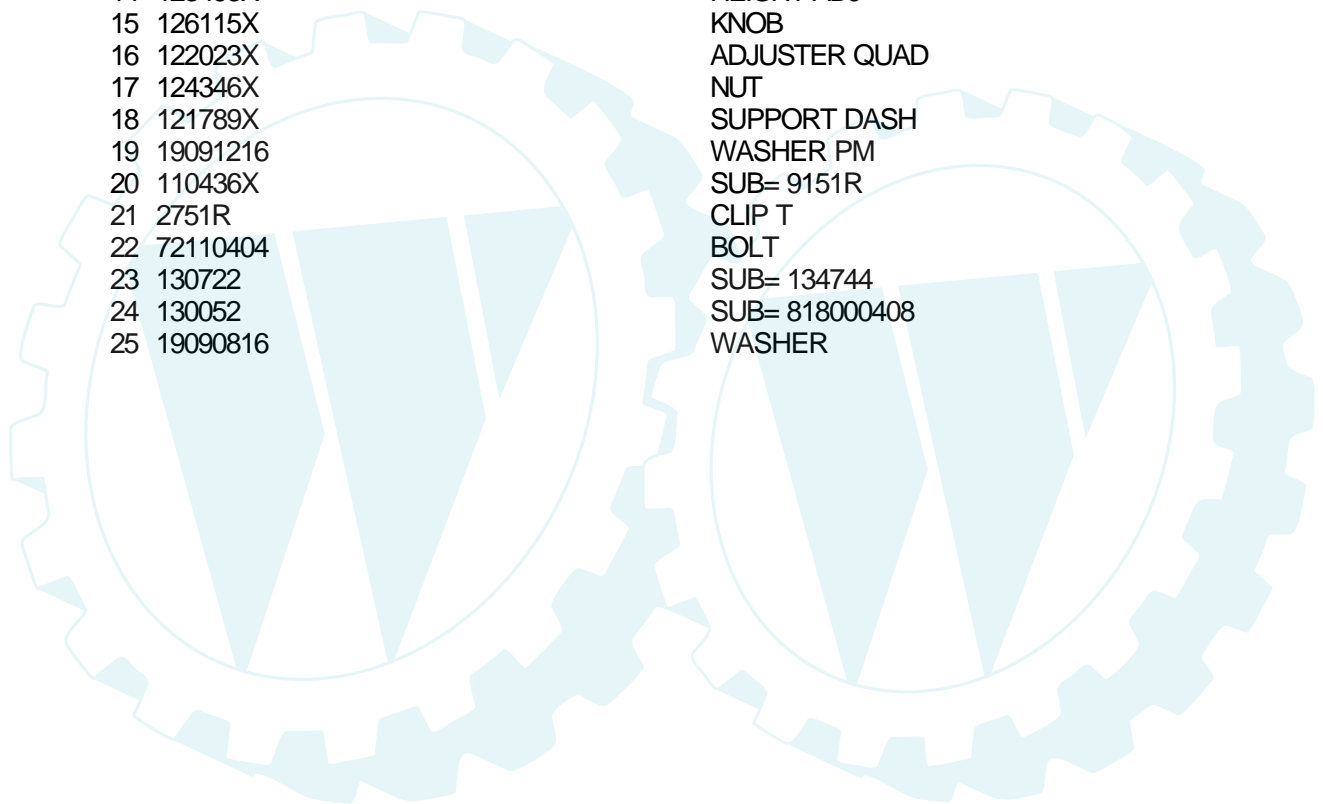 15 126115X KNOB
16 122023X ADJUSTER QUAD
17 124346X NUT
18 121789X SUPPORT DASH
19 19091216 WASHER PM
20 110436X SUB= 9151R
21 2751R CLIP T
22 72110404 BOLT
23 130722 SUB= 134744
24 130052 SUB= 818000408
25 19090816 WASHER